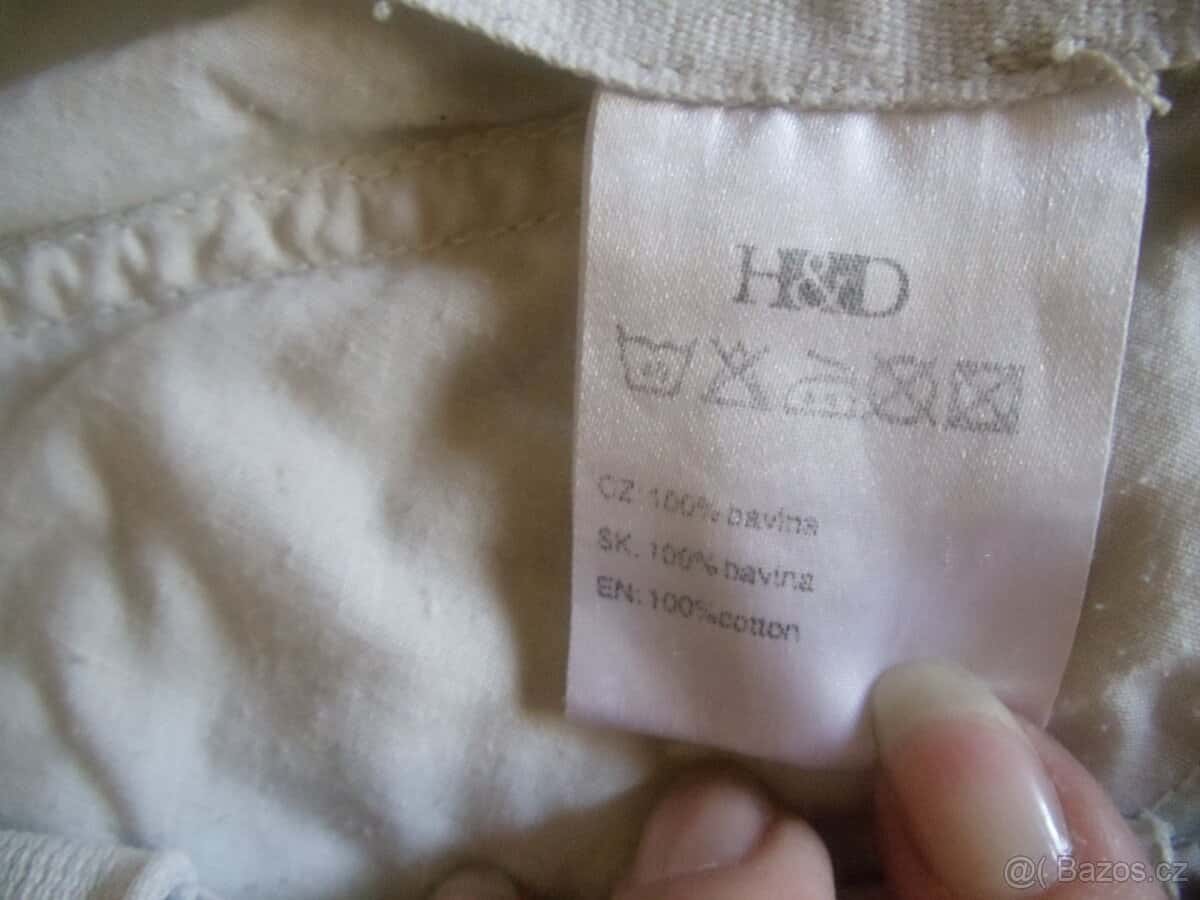 H&D
CZ: 100% bavlna
SK: 100% bavlna
EN: 100%cotton
@( Bazos.cz